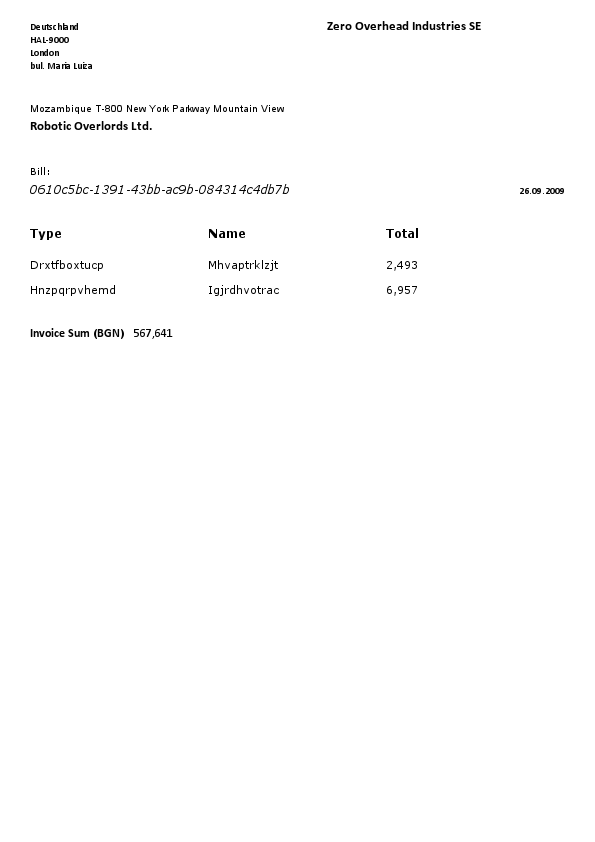 Deutschland
HAL-9000
London
bul. Maria Luiza
Zero Overhead Industries SE
Mozambique T-800 New York Parkway Mountain View
Robotic Overlords Ltd.
Bill:
0610c5bc-1391-43bb-ac9b-084314c4db7b
26.09.2009
Type Name Total
Drxtfboxtucp Mhvaptrklzjt 2,493
Hnzpqrpvhemd Igjrdhvotrac 6,957
Invoice Sum (BGN) 567,641